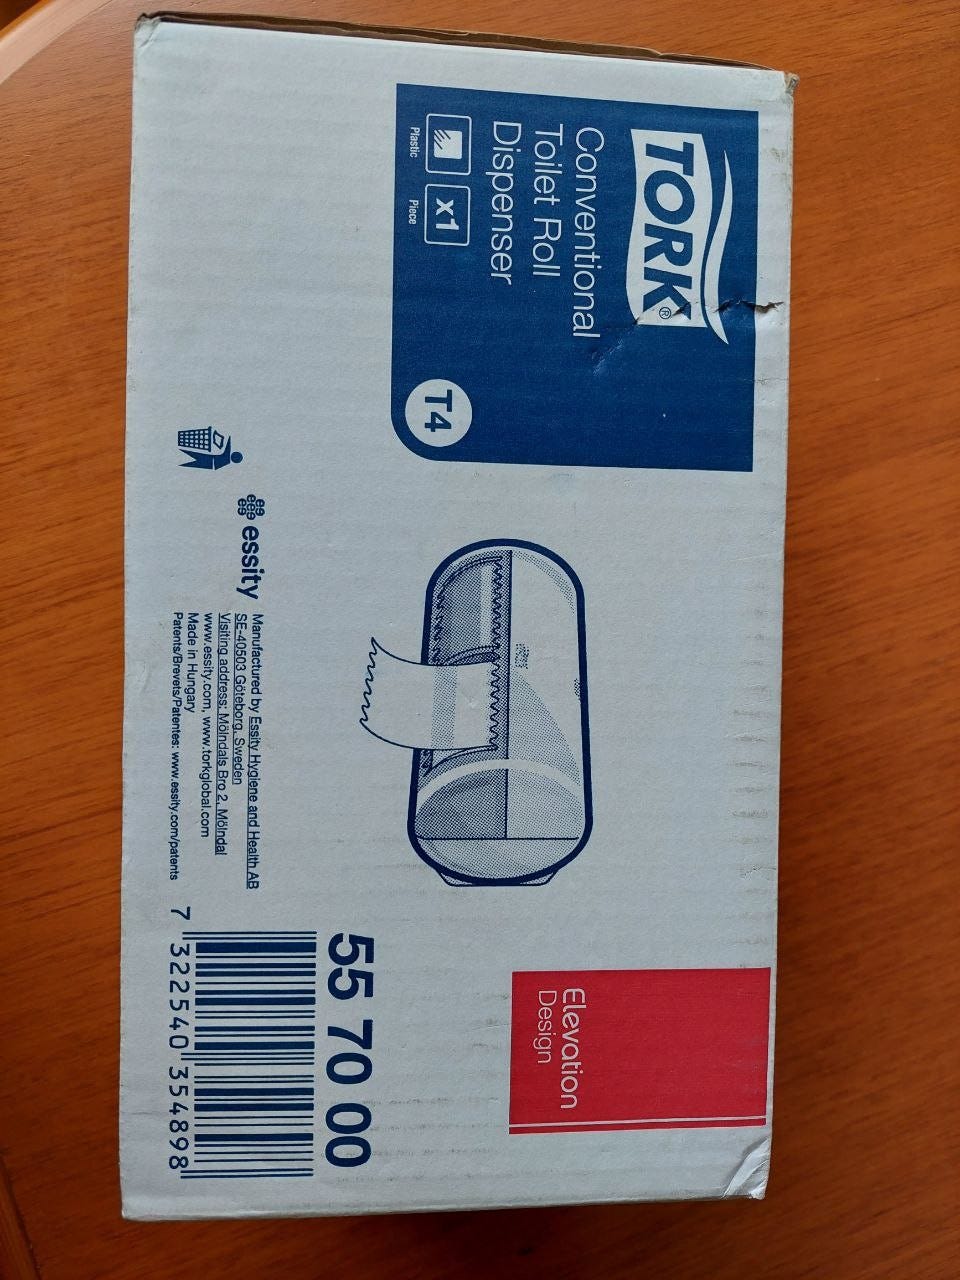 TORK®
Conventional
Toilet Roll
Dispenser
Plastic
x1
Piece
T4
Elevation
Design
essity
Manufactured by Essity Hygiene and Health AB
SE-40503 Göteborg, Sweden
Visiting address: Mölndals Bro 2, Mölndal
www.essity.com, www.torkglobal.com
Made in Hungary
Patents/Brevets/Patentes: www.essity.com/patents
55 70 00
7 322540 354898